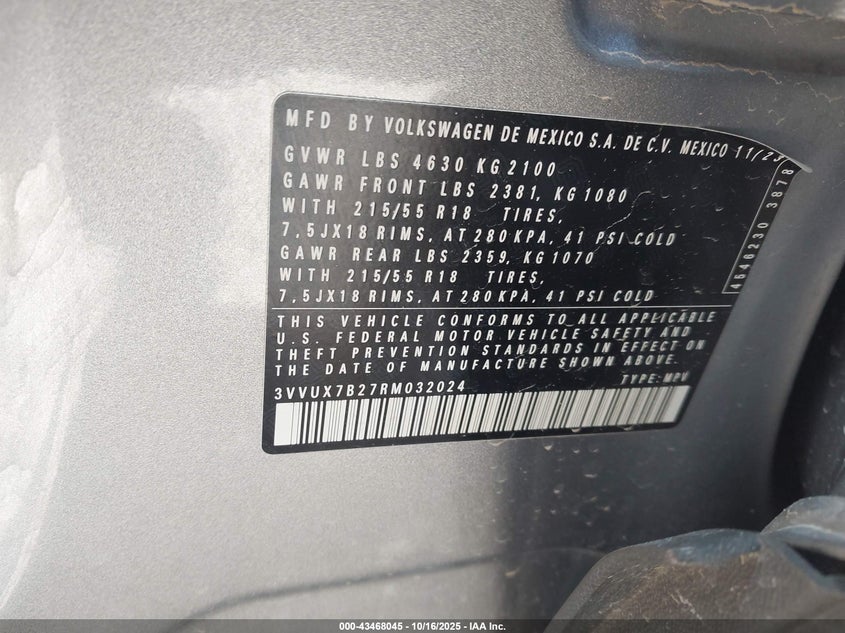 MFD BY VOLKSWAGEN DE MEXICO S.A. DE C.V. MEXICO 11/23
GVWR LBS 4630 KG 2100
GAWR FRONT LBS 2381, KG 1080
WITH 215/55 R18 TIRES,
7,5JX18 RIMS, AT 280 KPA, 41 PSI COLD
GAWR REAR LBS 2359, KG 1070
WITH 215/55 R18 TIRES,
7,5JX18 RIMS, AT 280 KPA, 41 PSI COLD
4646230 3878
THIS VEHICLE CONFORMS TO ALL APPLICABLE
U.S. FEDERAL MOTOR VEHICLE SAFETY AND
THEFT PREVENTION STANDARDS IN EFFECT ON
THE DATE OF MANUFACTURE SHOWN ABOVE.
3VVUX7B27RM032024 TYPE: MPV
000-43468045 - 10/16/2025 - IAA Inc.